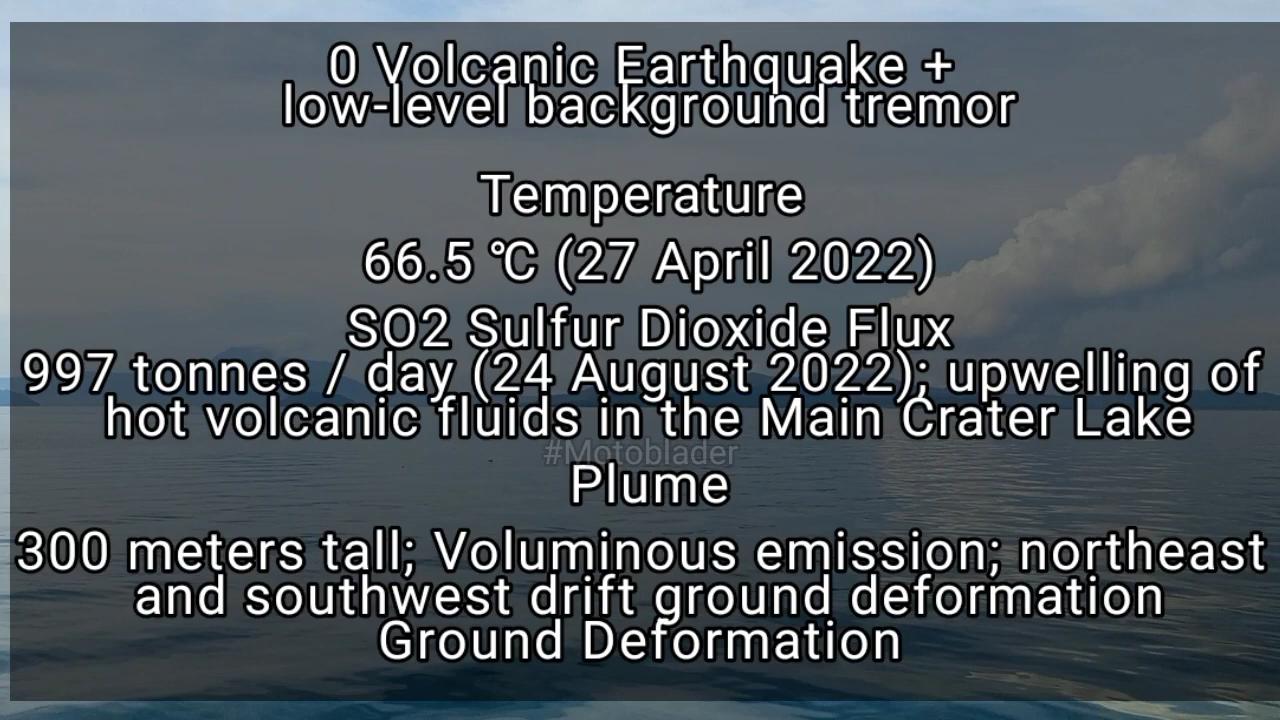 0 Volcanic Earthquake +
low-level background tremor
Temperature
66.5 ℃ (27 April 2022)
SO2 Sulfur Dioxide Flux
997 tonnes / day (24 August 2022); upwelling of
hot volcanic fluids in the Main Crater Lake
#Motoblader
Plume
300 meters tall; Voluminous emission; northeast
and southwest drift ground deformation
Ground Deformation